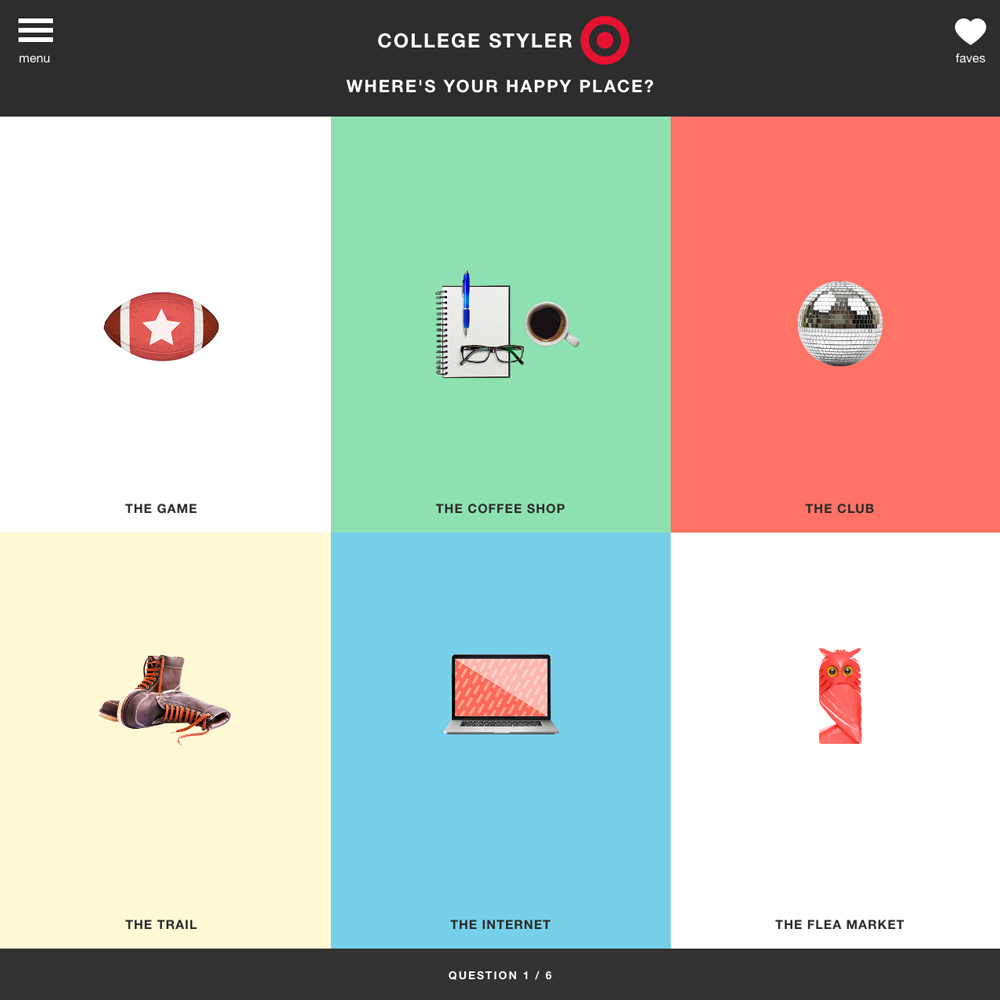 menu
COLLEGE STYLER
faves
WHERE'S YOUR HAPPY PLACE?
THE GAME
THE COFFEE SHOP
THE CLUB
THE TRAIL
THE INTERNET
THE FLEA MARKET
QUESTION 1 / 6